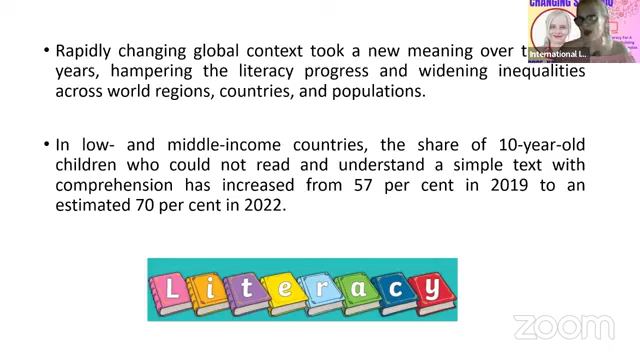 CHANGING S
• Rapidly changing global context took a new meaning over
years, hampering the literacy progress and widening inequalities
across world regions, countries, and populations.
International I...
• In low- and middle-income countries, the share of 10-year-old
children who could not read and understand a simple text with
comprehension has increased from 57 per cent in 2019 to an
estimated 70 per cent in 2022.
Literacy
zoom